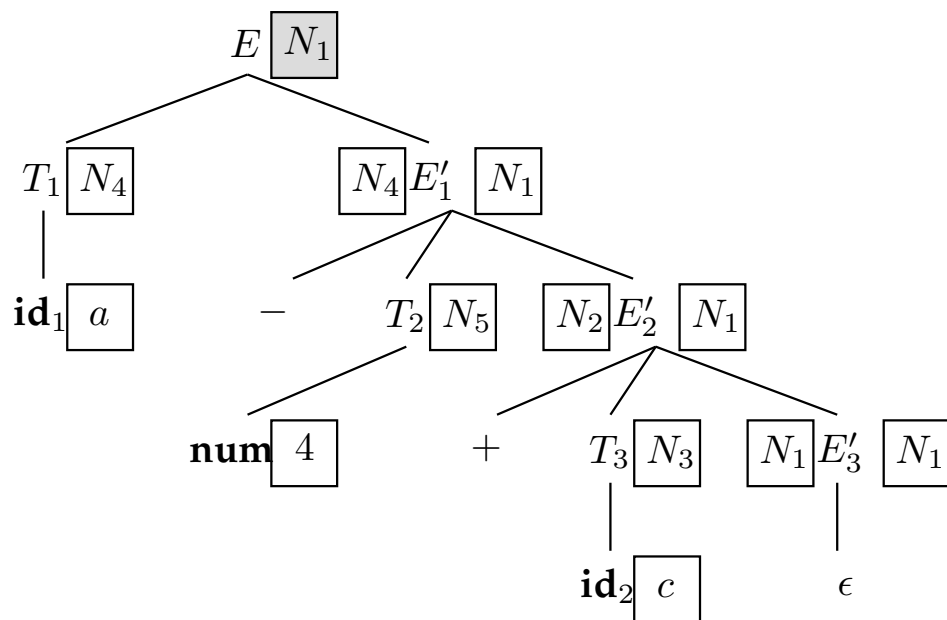 E N₁
T₁ N₄ N₄ E′₁ N₁
id₁ a − T₂ N₅ N₂ E′₂ N₁
num 4 + T₃ N₃ N₁ E′₃ N₁
id₂ c ϵ